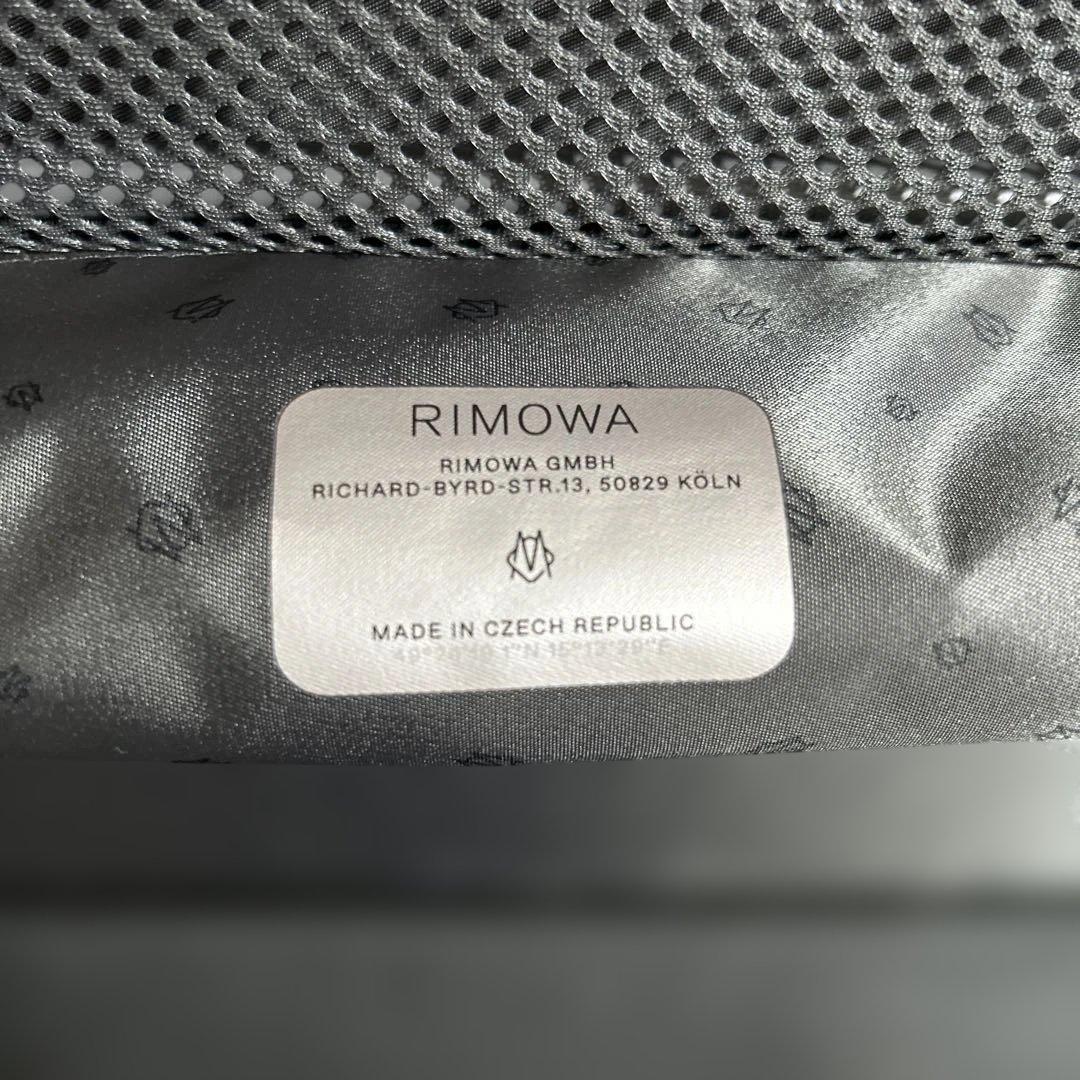 RIMOWA
RIMOWA GMBH
RICHARD-BYRD-STR.13, 50829 KÖLN
MADE IN CZECH REPUBLIC